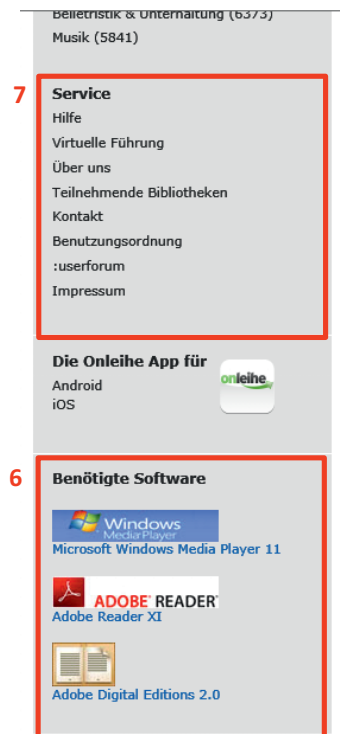 Belletristik & Unterhaltung (6373)
Musik (5841)
7
Service
Hilfe
Virtuelle Führung
Über uns
Teilnehmende Bibliotheken
Kontakt
Benutzungsordnung
:userforum
Impressum
Die Onleihe App für
Android
iOS
onleihe
6
Benötigte Software
Windows
MediaPlayer
Microsoft Windows Media Player 11
ADOBE® READER®
Adobe Reader XI
Adobe Digital Editions 2.0